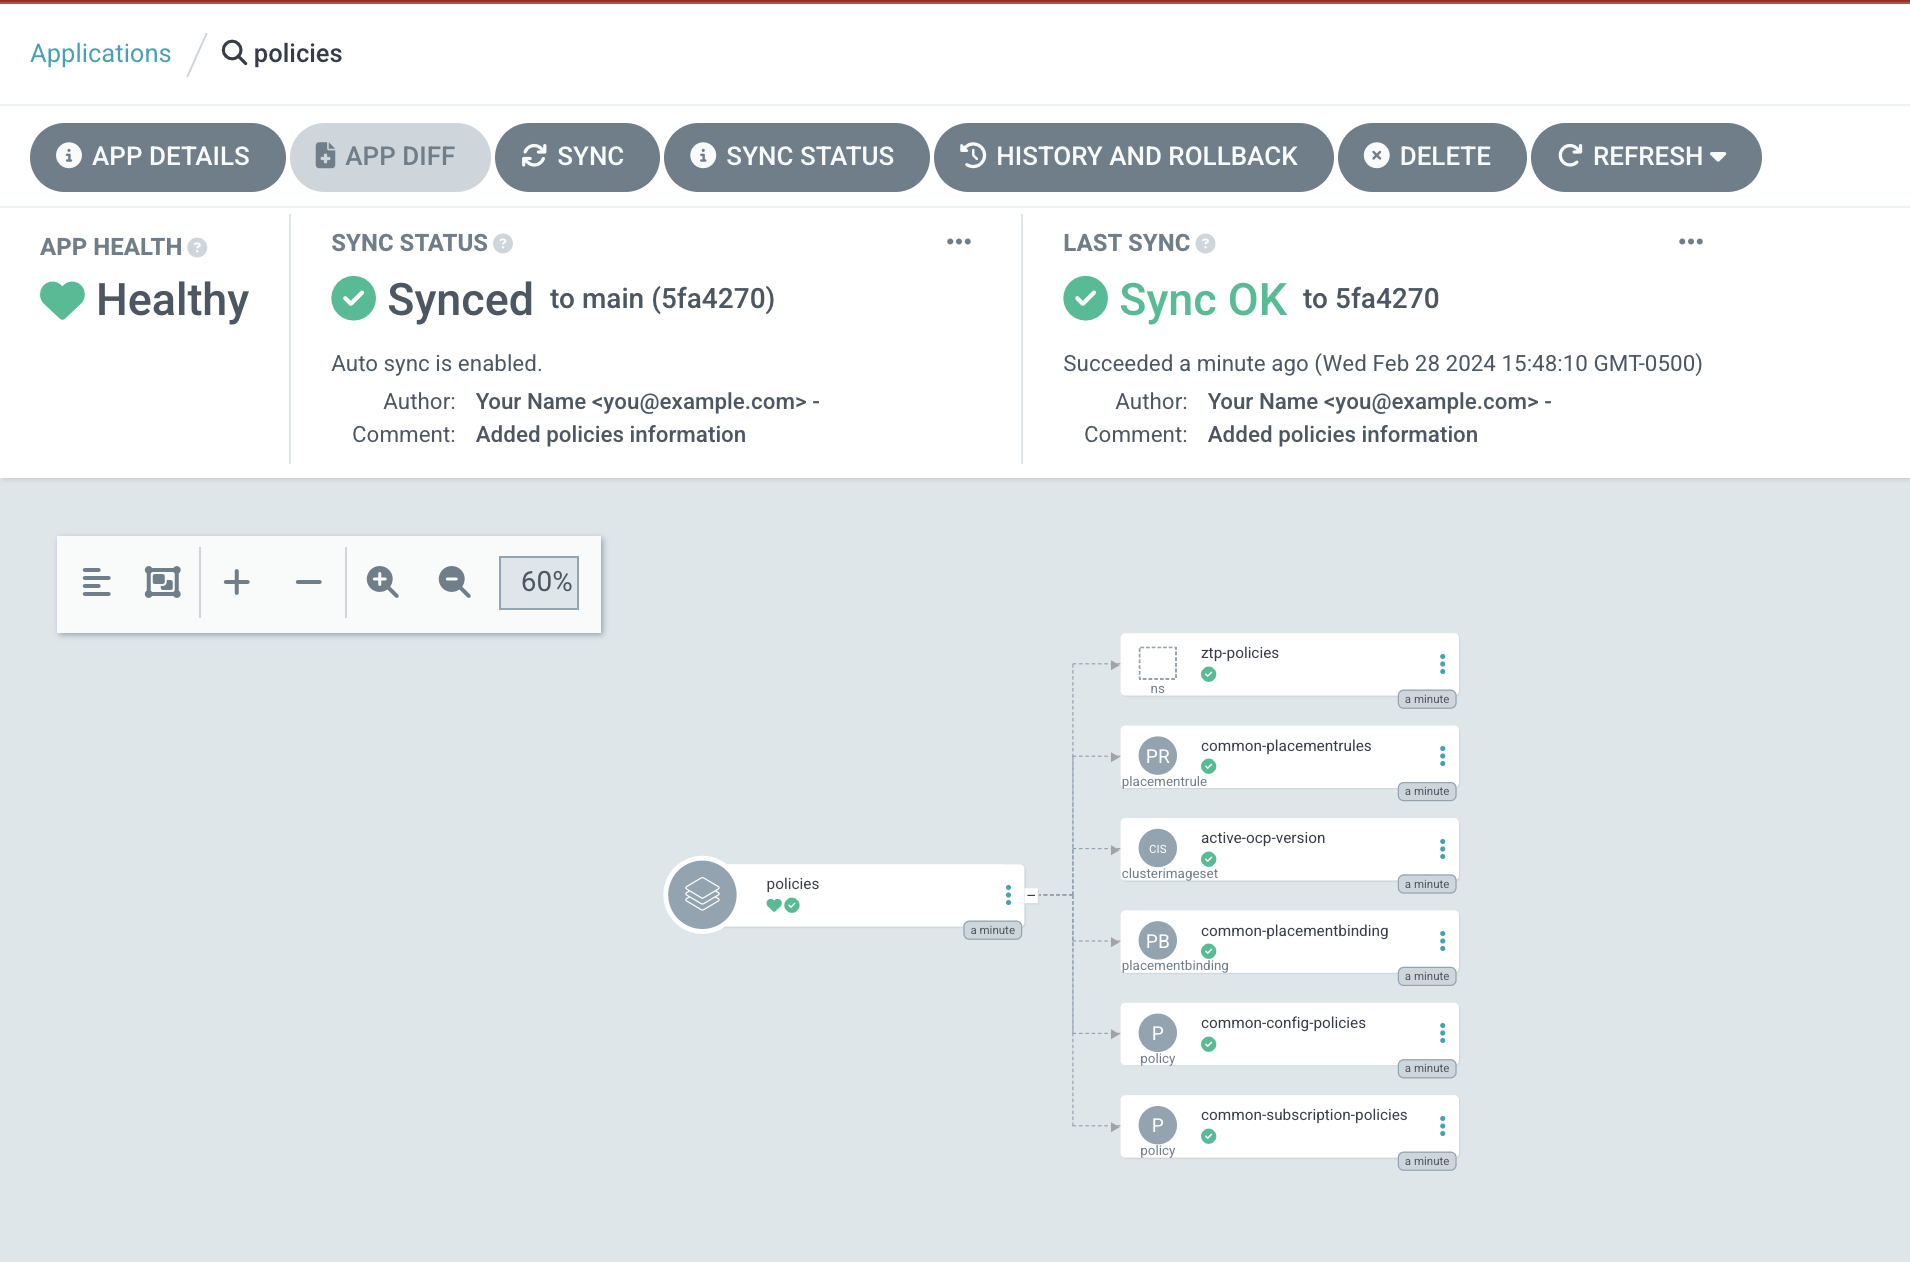 Applications
policies
APP DETAILS
APP DIFF
SYNC
SYNC STATUS
HISTORY AND ROLLBACK
DELETE
REFRESH
APP HEALTH ?
Healthy
SYNC STATUS ?
Synced to main (5fa4270)
Auto sync is enabled.
Author: Your Name <you@example.com> -
Comment: Added policies information
LAST SYNC ?
Sync OK to 5fa4270
Succeeded a minute ago (Wed Feb 28 2024 15:48:10 GMT-0500)
Author: Your Name <you@example.com> -
Comment: Added policies information
60%
policies
a minute
ztp-policies
ns
a minute
PR
common-placementrules
placementrule
a minute
CIS
active-ocp-version
clusterimageset
a minute
PB
common-placementbinding
placementbinding
a minute
P
common-config-policies
policy
a minute
P
common-subscription-policies
policy
a minute